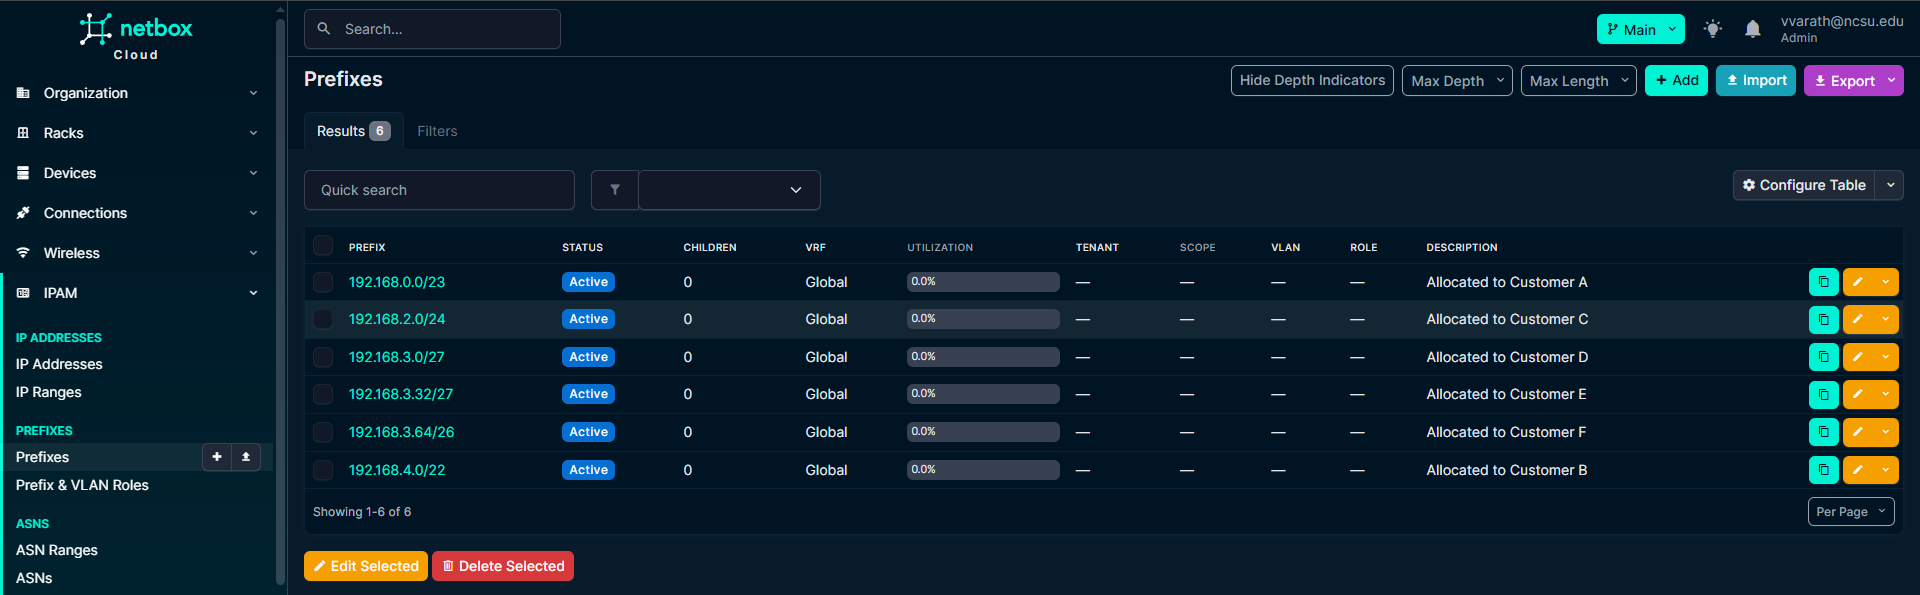 netbox
Cloud
Search...
Main
vvarath@ncsu.edu
Admin
Organization
Racks
Devices
Connections
Wireless
IPAM
IP ADDRESSES
IP Addresses
IP Ranges
PREFIXES
Prefixes
Prefix & VLAN Roles
ASNS
ASN Ranges
ASNs
Prefixes
Hide Depth Indicators Max Depth Max Length + Add Import Export
Results 6 Filters
Quick search
Configure Table
PREFIX STATUS CHILDREN VRF UTILIZATION TENANT SCOPE VLAN ROLE DESCRIPTION
192.168.0.0/23 Active 0 Global 0.0% — — — — Allocated to Customer A
192.168.2.0/24 Active 0 Global 0.0% — — — — Allocated to Customer C
192.168.3.0/27 Active 0 Global 0.0% — — — — Allocated to Customer D
192.168.3.32/27 Active 0 Global 0.0% — — — — Allocated to Customer E
192.168.3.64/26 Active 0 Global 0.0% — — — — Allocated to Customer F
192.168.4.0/22 Active 0 Global 0.0% — — — — Allocated to Customer B
Showing 1-6 of 6
Per Page
Edit Selected Delete Selected